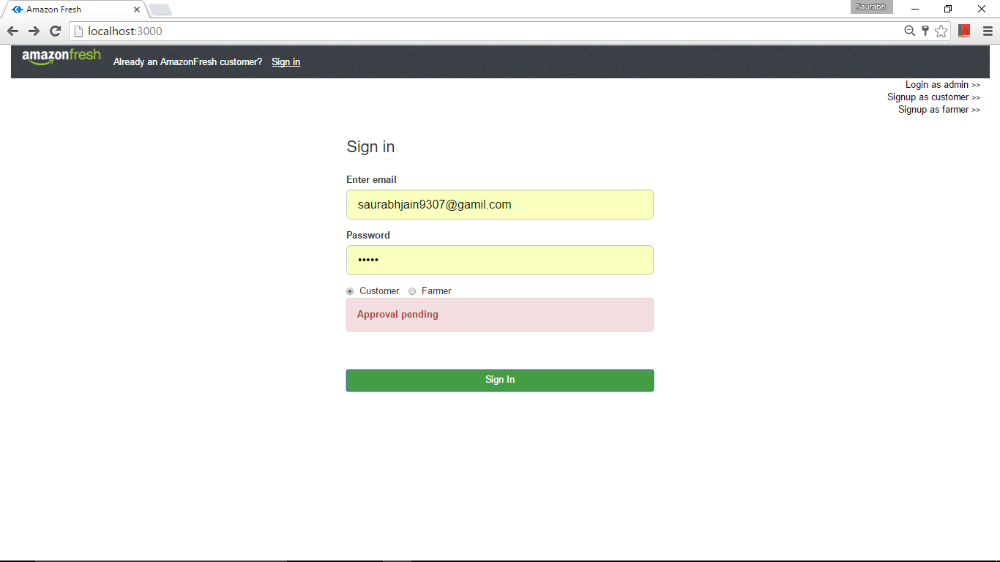 Amazon Fresh
Saurabh
localhost:3000
amazonfresh Already an AmazonFresh customer? Sign in
Login as admin >>
Signup as customer >>
Signup as farmer >>
Sign in
Enter email
saurabhjain9307@gamil.com
Password
•••••
Customer Farmer
Approval pending
Sign In